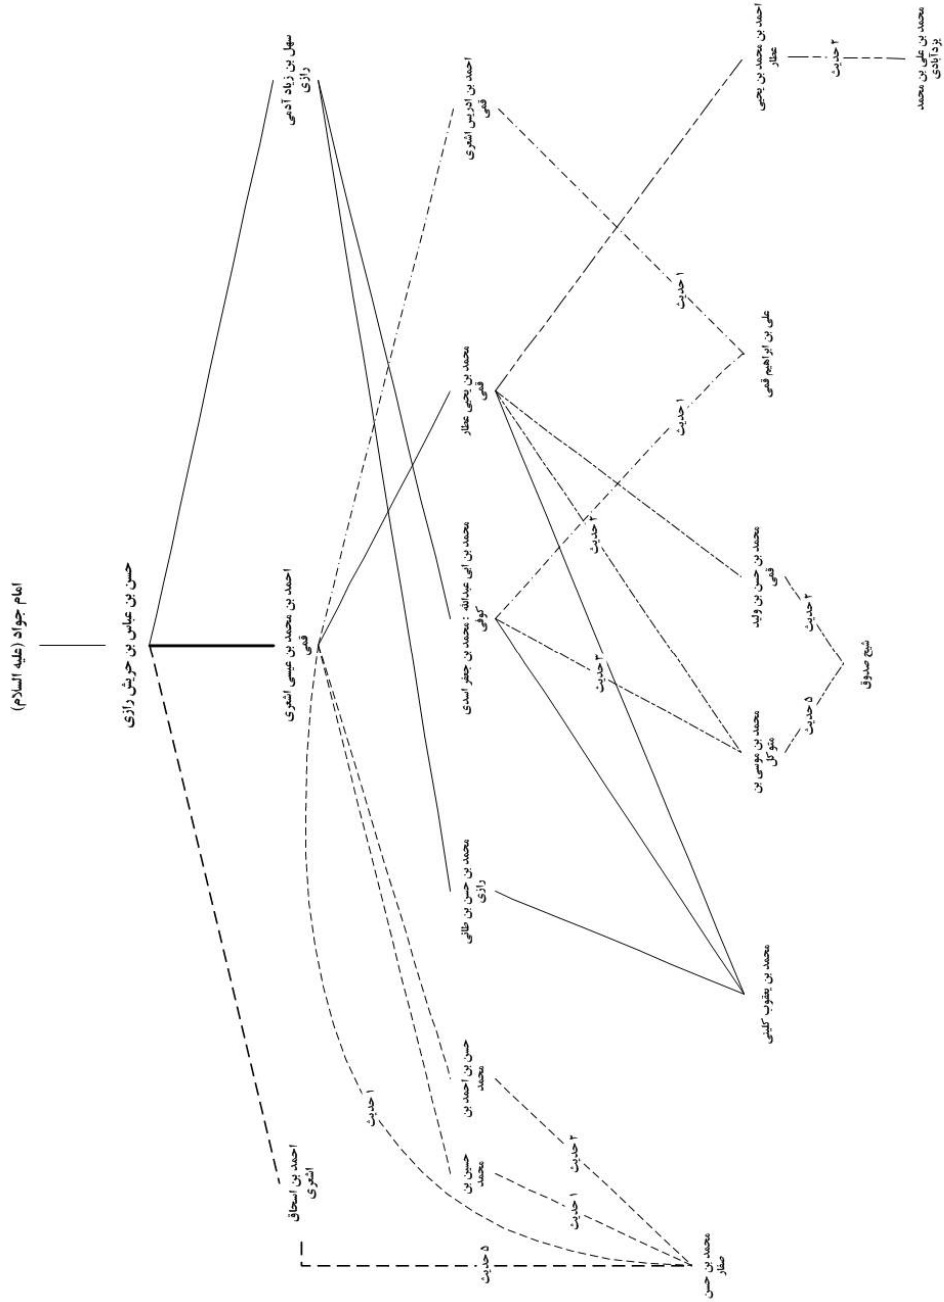 امام جواد (علیه السلام)
حسن بن عباس بن حریش رازی
سهل بن زیاد آدمی
رازی
احمد بن محمد بن عیسی اشعری
قمی
احمد بن اسحاق
اشعری
احمد بن ادریس اشعری
قمی
محمد بن یحیی عطار
قمی
محمد بن ابی عبدالله : محمد بن جعفر اسدی
کوفی
محمد بن حسن بن طائی
رازی
حسن بن احمد بن
محمد
حسین بن
محمد
۱ حدیث
۵ حدیث
۲ حدیث
۱ حدیث
۳ حدیث
۲ حدیث
۱ حدیث
۱ حدیث
محمد بن حسن
صفار
احمد بن محمد بن یحیی
عطار
علی بن ابراهیم قمی
محمد بن حسن بن ولید
قمی
محمد بن موسی بن
متوکل
محمد بن یعقوب کلینی
۲ حدیث
۲ حدیث
۵ حدیث
شیخ صدوق
محمد بن علی بن محمد
یزدآبادی